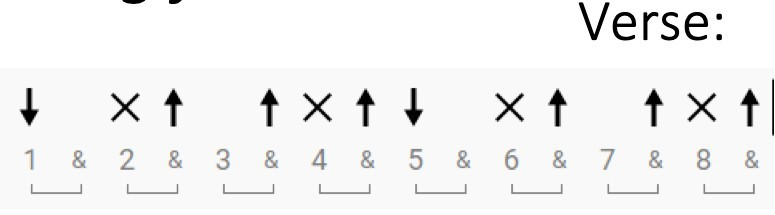 Verse:
↓ × ↑ ↑ × ↑ ↓ × ↑ ↑ × ↑
1 & 2 & 3 & 4 & 5 & 6 & 7 & 8 &